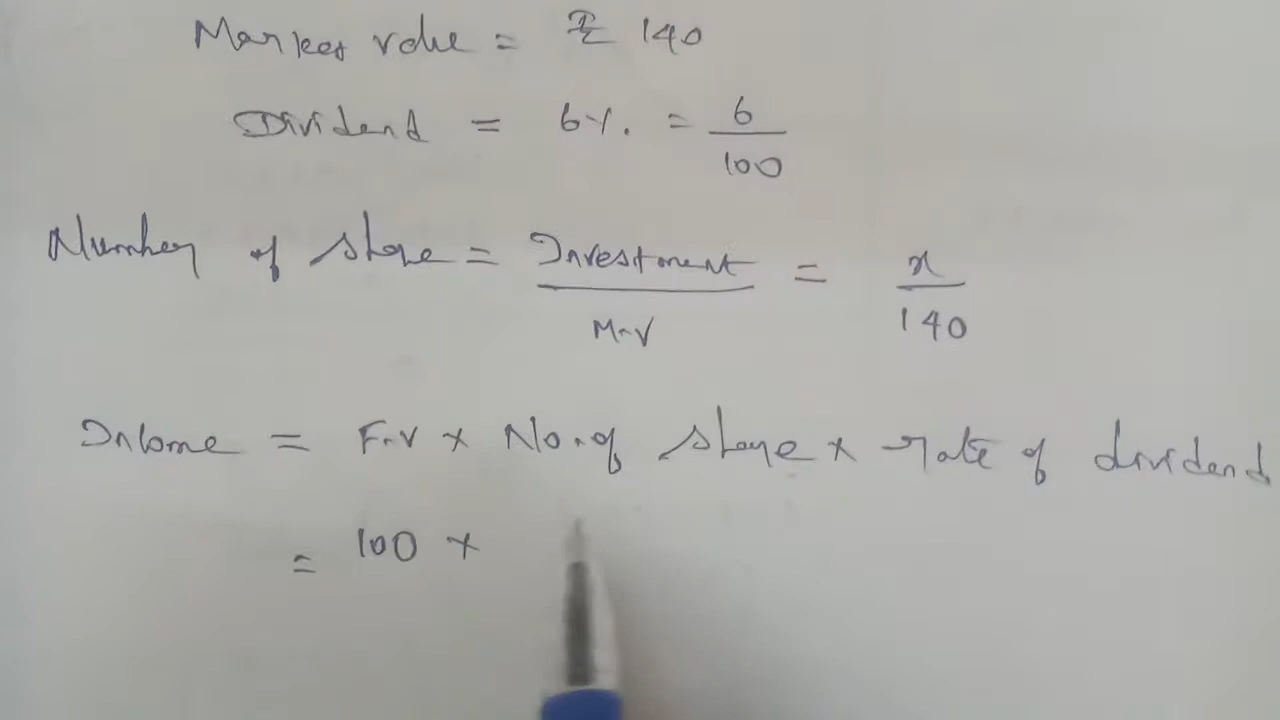 Market value = ₹ 140
Dividend = 6%. = 6/100
Number of share = Investment/M.V = x/140
Income = F.V x No. of share x rate of dividend
= 100 x